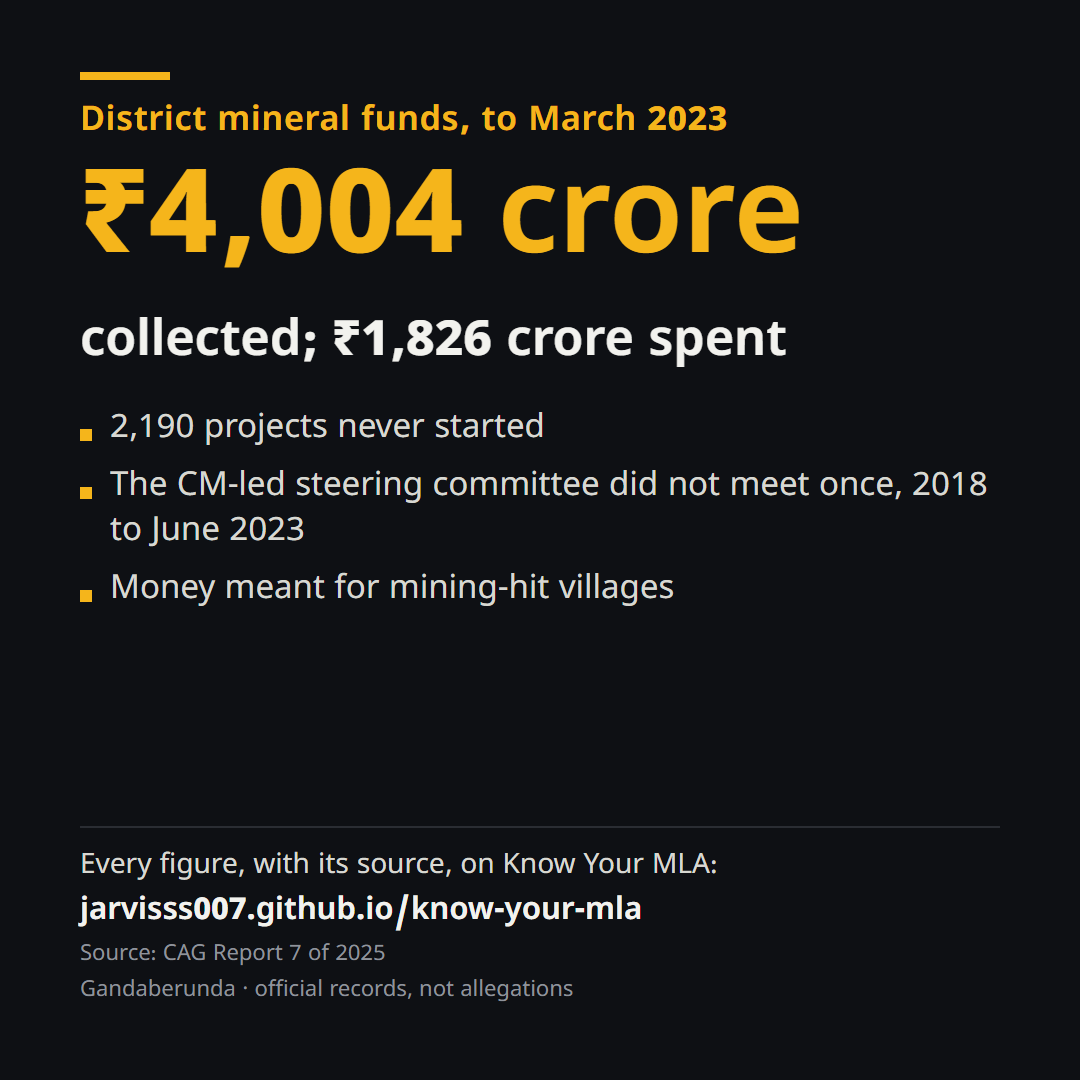 District mineral funds, to March 2023
₹4,004 crore
collected; ₹1,826 crore spent
2,190 projects never started
The CM-led steering committee did not meet once, 2018
to June 2023
Money meant for mining-hit villages
Every figure, with its source, on Know Your MLA:
jarvisss007.github.io/know-your-mla
Source: CAG Report 7 of 2025
Gandaberunda · official records, not allegations